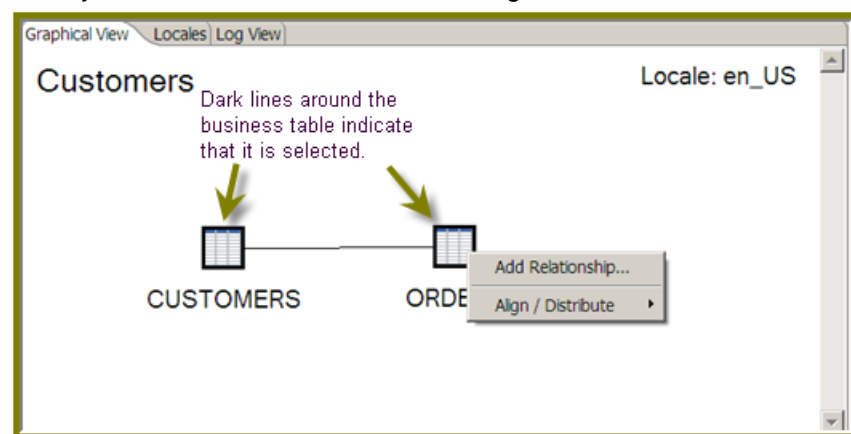 Graphical View Locales Log View
Customers
Locale: en_US
Dark lines around the
business table indicate
that it is selected.
CUSTOMERS
ORDE
Add Relationship...
Align / Distribute